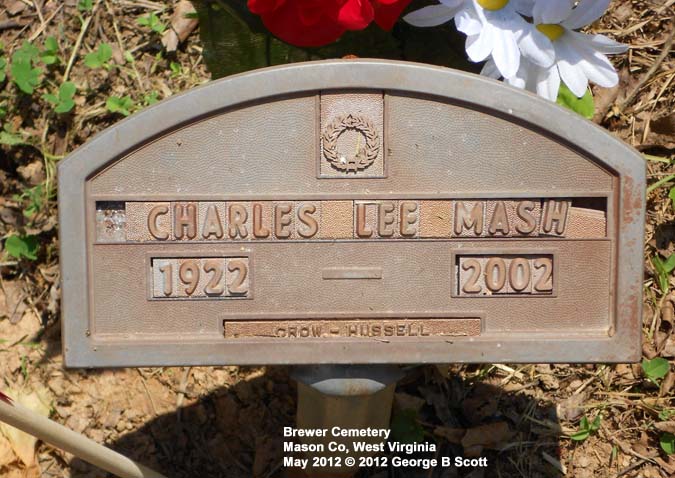 CHARLES LEE MASH
1922 2002
CROW - HUSSELL
Brewer Cemetery
Mason Co, West Virginia
May 2012 © 2012 George B Scott